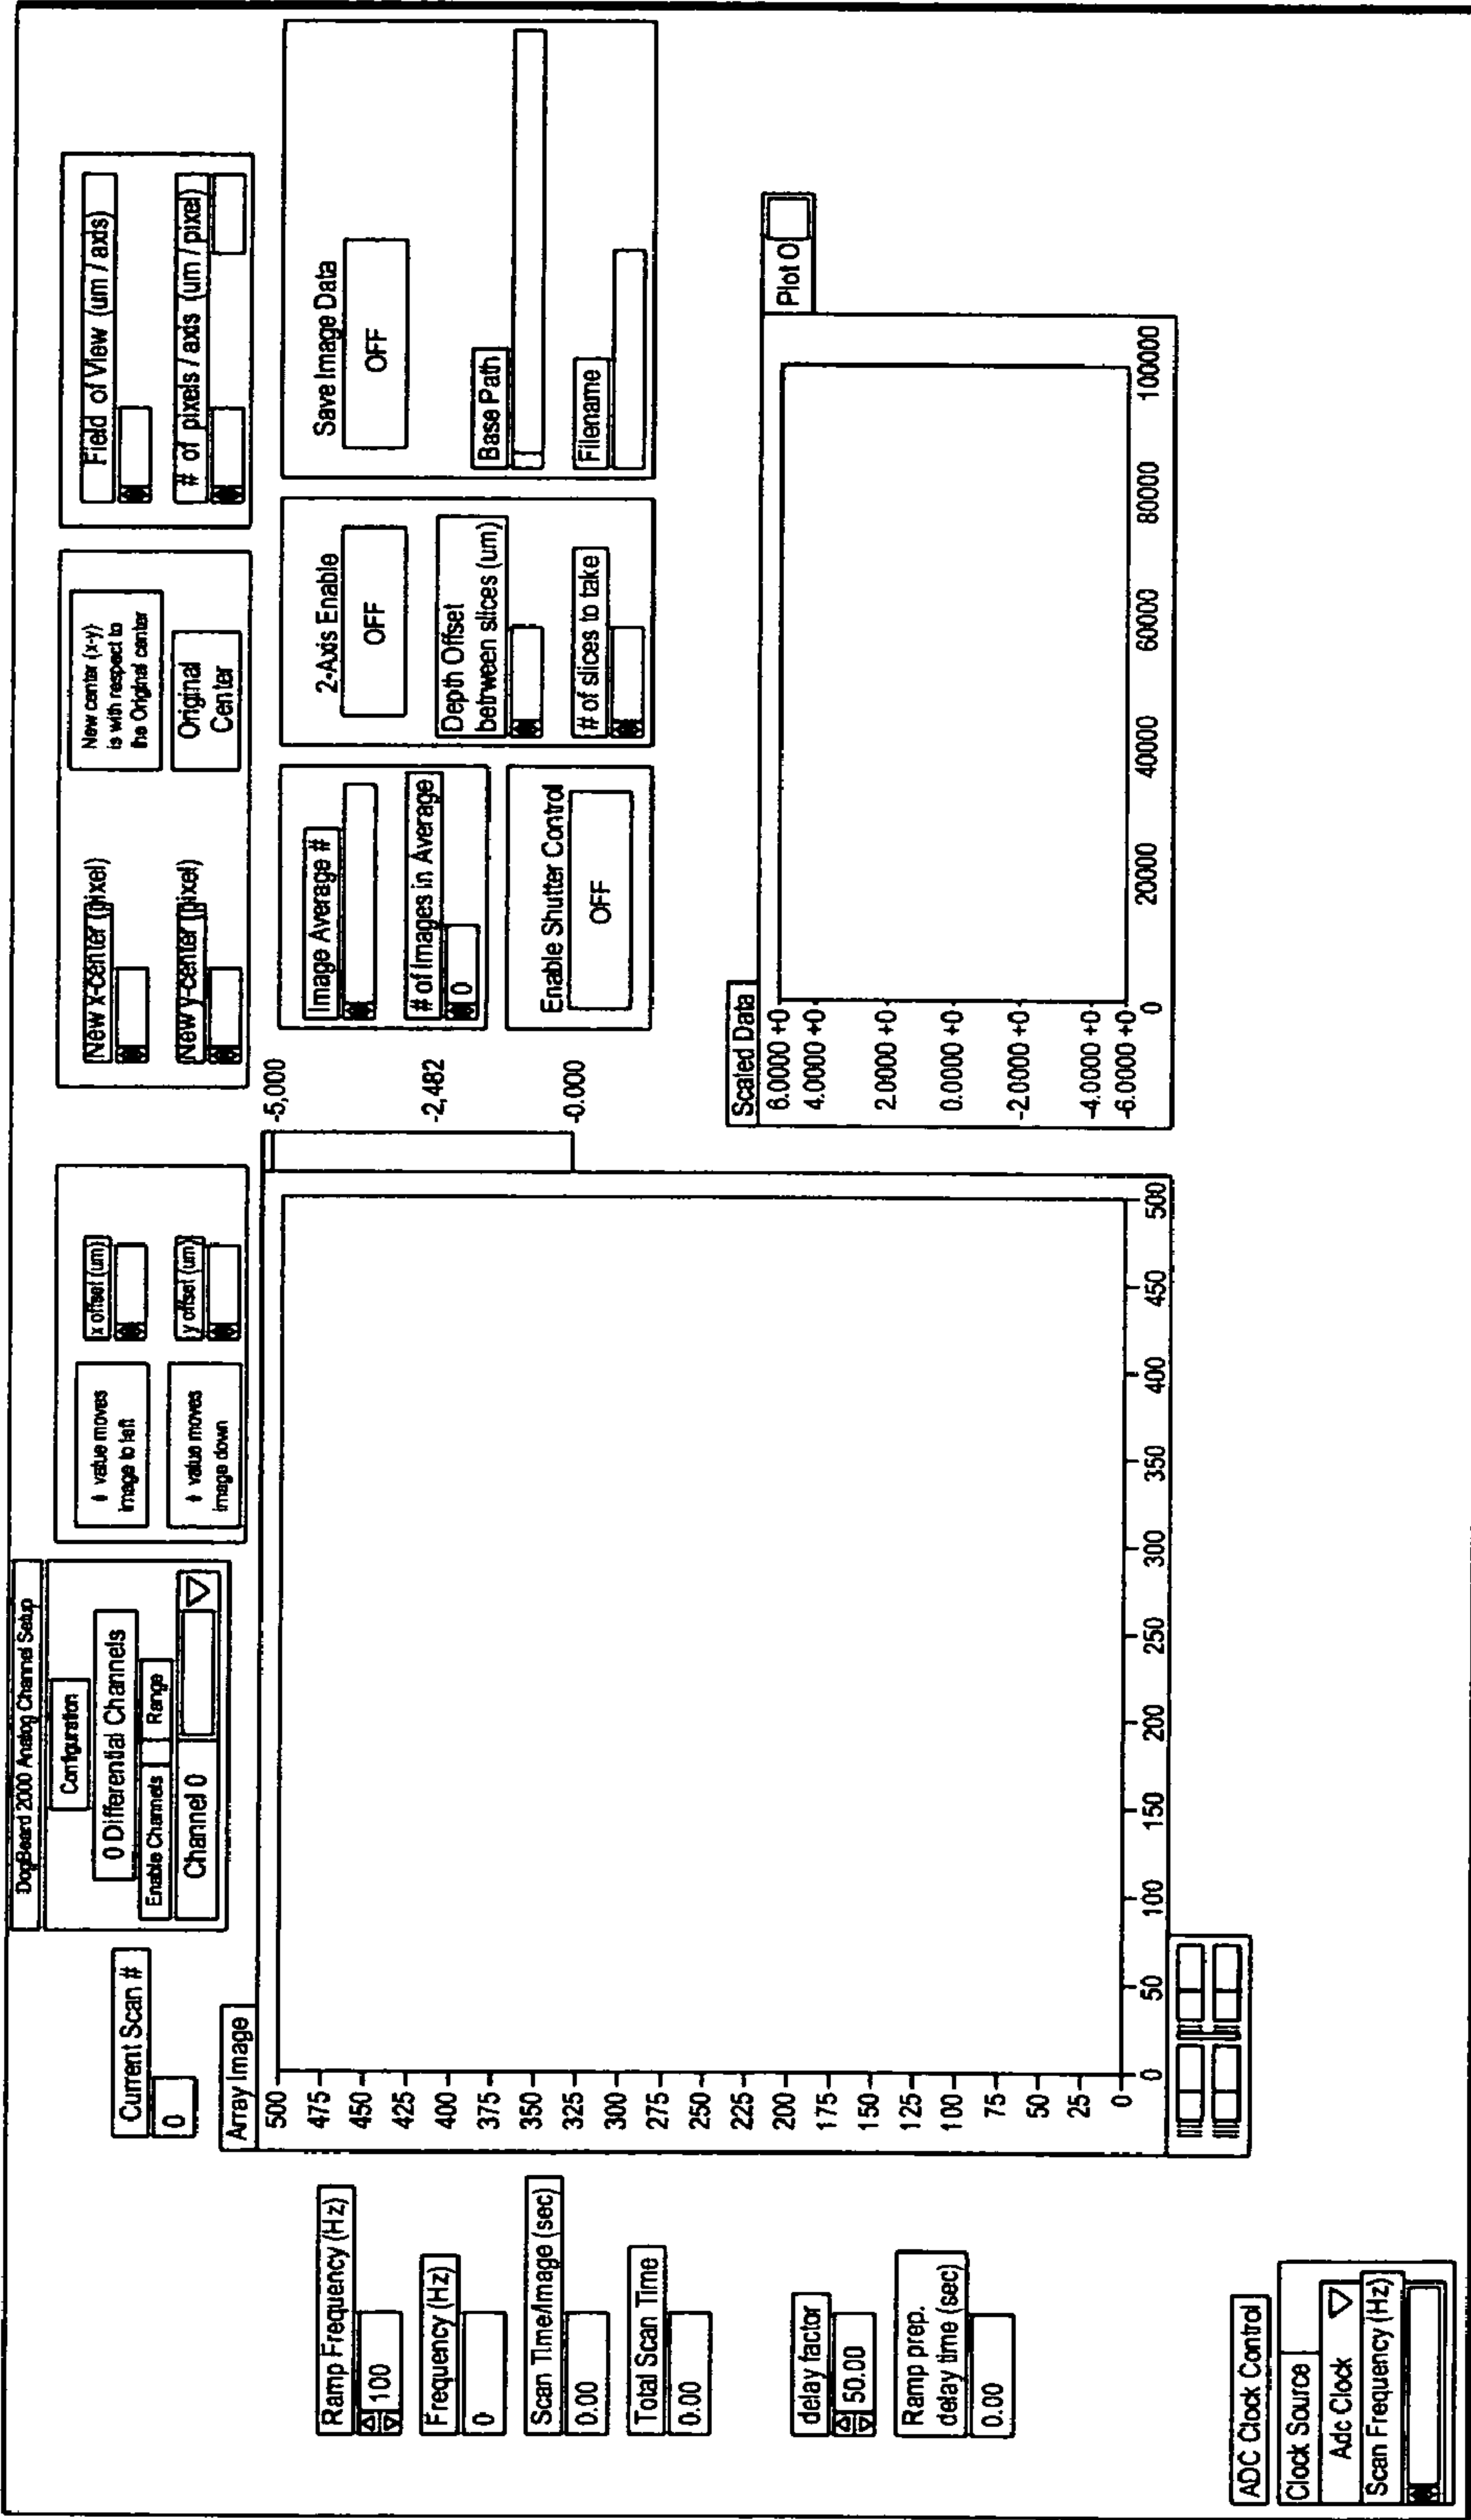 DogBeard 2000 Analog Channel Setup
Configuration
0 Differential Channels
Enable Channels
Range
Channel 0
Current Scan #
0
value moves
image to left
value moves
image down
x offset (um)
y offset (um)
New x-center (pixel)
New y-center (pixel)
New center (x-y)
is with respect to
the Original center
Original
Center
Field of View (um / axis)
# of pixels / axis (um / pixel)
Ramp Frequency (Hz)
100
Frequency (Hz)
0
Scan Time/Image (sec)
0.00
Total Scan Time
0.00
delay factor
50.00
Ramp prep.
delay time (sec)
0.00
ADC Clock Control
Clock Source
Adc Clock
Scan Frequency (Hz)
Array Image
500
475
450
425
400
375
350
325
300
275
250
225
200
175
150
125
100
75
50
25
0
0 50 100 150 200 250 300 350 400 450 500
-5,000
-2,482
-0.000
Image Average #
# of Images in Average
0
Enable Shutter Control
OFF
2-Axis Enable
OFF
Depth Offset
between slices (um)
# of slices to take
Save Image Data
OFF
Base Path
Filename
Scaled Data
Plot 0
6.0000 +0
4.0000 +0
2.0000 +0
0.0000 +0
-2.0000 +0
-4.0000 +0
-6.0000 +0
0 20000 40000 60000 80000 100000